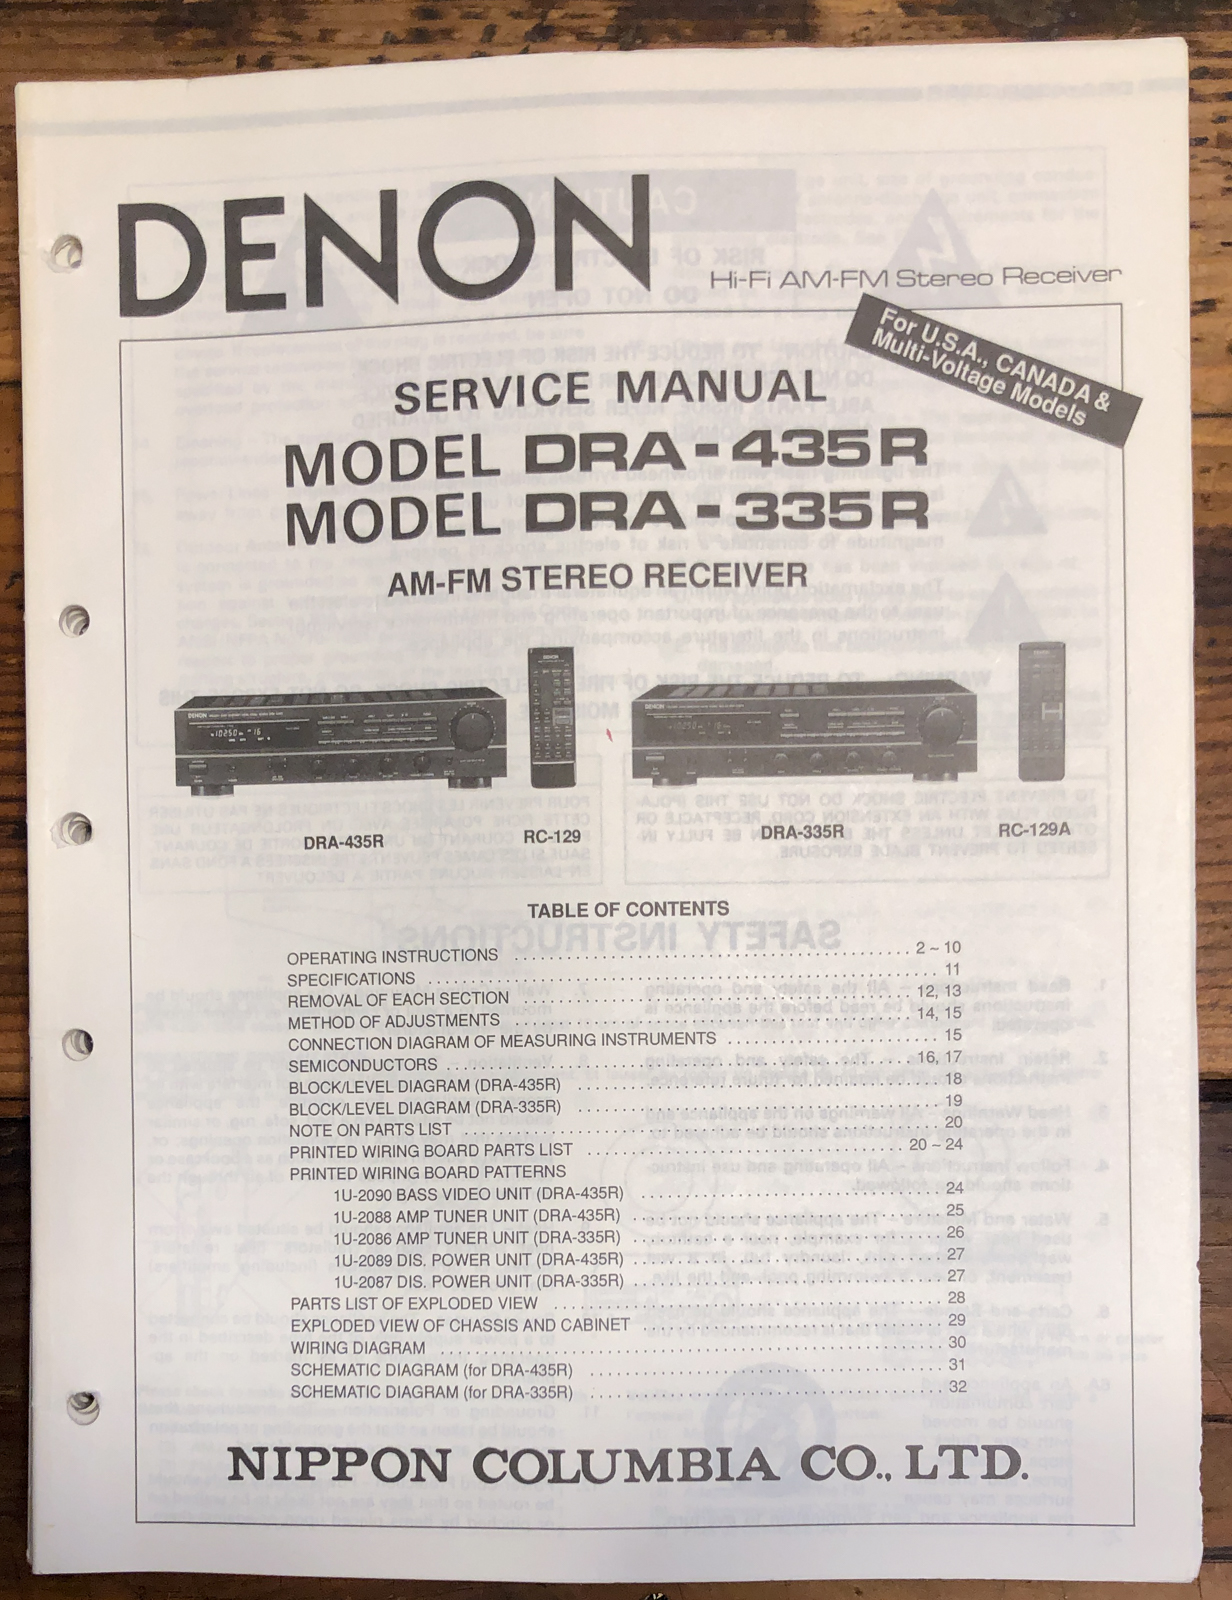 DENON
Hi-Fi AM-FM Stereo Receiver
For U.S.A., CANADA &
Multi-Voltage Models
SERVICE MANUAL
MODEL DRA-435R
MODEL DRA-335R
AM-FM STEREO RECEIVER
DENON
DENON
DRA-435R
RC-129
DRA-335R
RC-129A
TABLE OF CONTENTS
OPERATING INSTRUCTIONS ........ 2 ~ 10
SPECIFICATIONS ........ 11
REMOVAL OF EACH SECTION ........ 12, 13
METHOD OF ADJUSTMENTS ........ 14, 15
CONNECTION DIAGRAM OF MEASURING INSTRUMENTS ........ 15
SEMICONDUCTORS ........ 16, 17
BLOCK/LEVEL DIAGRAM (DRA-435R) ........ 18
BLOCK/LEVEL DIAGRAM (DRA-335R) ........ 19
NOTE ON PARTS LIST ........ 20
PRINTED WIRING BOARD PARTS LIST ........ 20 ~ 24
PRINTED WIRING BOARD PATTERNS
1U-2090 BASS VIDEO UNIT (DRA-435R) ........ 24
1U-2088 AMP TUNER UNIT (DRA-435R) ........ 25
1U-2086 AMP TUNER UNIT (DRA-335R) ........ 26
1U-2089 DIS. POWER UNIT (DRA-435R) ........ 27
1U-2087 DIS. POWER UNIT (DRA-335R) ........ 27
PARTS LIST OF EXPLODED VIEW ........ 28
EXPLODED VIEW OF CHASSIS AND CABINET ........ 29
WIRING DIAGRAM ........ 30
SCHEMATIC DIAGRAM (for DRA-435R) ........ 31
SCHEMATIC DIAGRAM (for DRA-335R) ........ 32
NIPPON COLUMBIA CO., LTD.